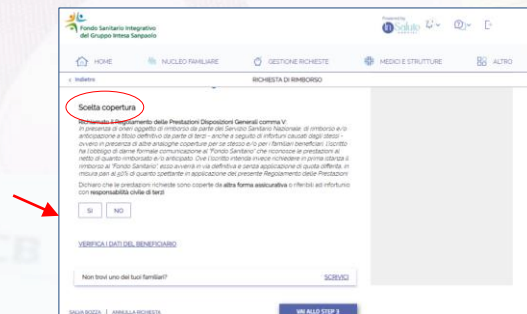 Fondo Sanitario Integrativo
del Gruppo Intesa Sanpaolo
Powered by
InSalute
HOME
NUCLEO FAMILIARE
GESTIONE RICHIESTE
MEDICI E STRUTTURE
ALTRO
< Indietro
RICHIESTA DI RIMBORSO
Scelta copertura
Richiamato il Regolamento delle Prestazioni Disposizioni Generali comma V:
In presenza di oneri oggetto di rimborso da parte del Servizio Sanitario Nazionale, di rimborso e/o
anticipazione a titolo definitivo da parte di terzi - anche a seguito di infortuni causati dagli stessi -
ovvero in presenza di altre analoghe coperture per se stesso e/o per i familiari beneficiari, l'iscritto
ha l'obbligo di darne formale comunicazione al "Fondo Sanitario" che riconosce le prestazioni al
netto di quanto rimborsato e/o anticipato. Ove l'iscritto intenda invece richiedere in prima istanza il
rimborso al "Fondo Sanitario" esso avverrà in via definitiva e senza applicazione di quota differita, in
misura pari al 50% di quanto spettante in applicazione del presente Regolamento delle Prestazioni
Dichiaro che le prestazioni richieste sono coperte da altra forma assicurativa o riferibili ad infortunio
con responsabilità civile di terzi
SI
NO
VERIFICA I DATI DEL BENEFICIARIO
Non trovi uno dei tuoi familiari?
SCRIVICI
SALVA BOZZA | ANNULLA RICHIESTA
VAI ALLO STEP 3